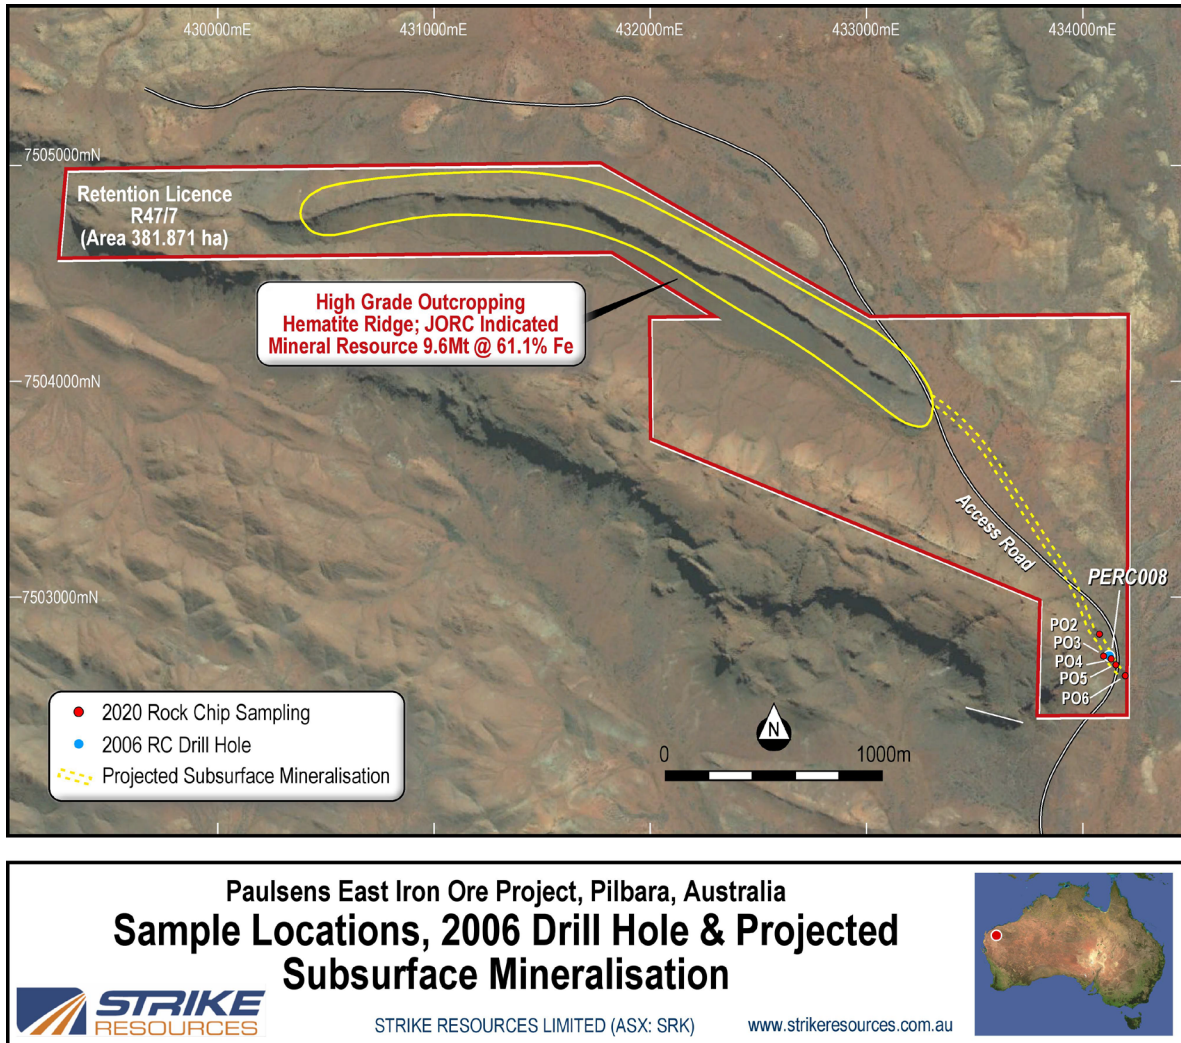 430000mE 431000mE 432000mE 433000mE 434000mE
7505000mN
Retention Licence
R47/7
(Area 381.871 ha)
High Grade Outcropping
Hematite Ridge; JORC Indicated
Mineral Resource 9.6Mt @ 61.1% Fe
7504000mN
Access Road
PERC008
7503000mN
PO2
PO3
PO4
PO5
PO6
2020 Rock Chip Sampling
2006 RC Drill Hole
Projected Subsurface Mineralisation
N
0 1000m
Paulsens East Iron Ore Project, Pilbara, Australia
Sample Locations, 2006 Drill Hole & Projected
Subsurface Mineralisation
STRIKE
RESOURCES
STRIKE RESOURCES LIMITED (ASX: SRK) www.strikeresources.com.au